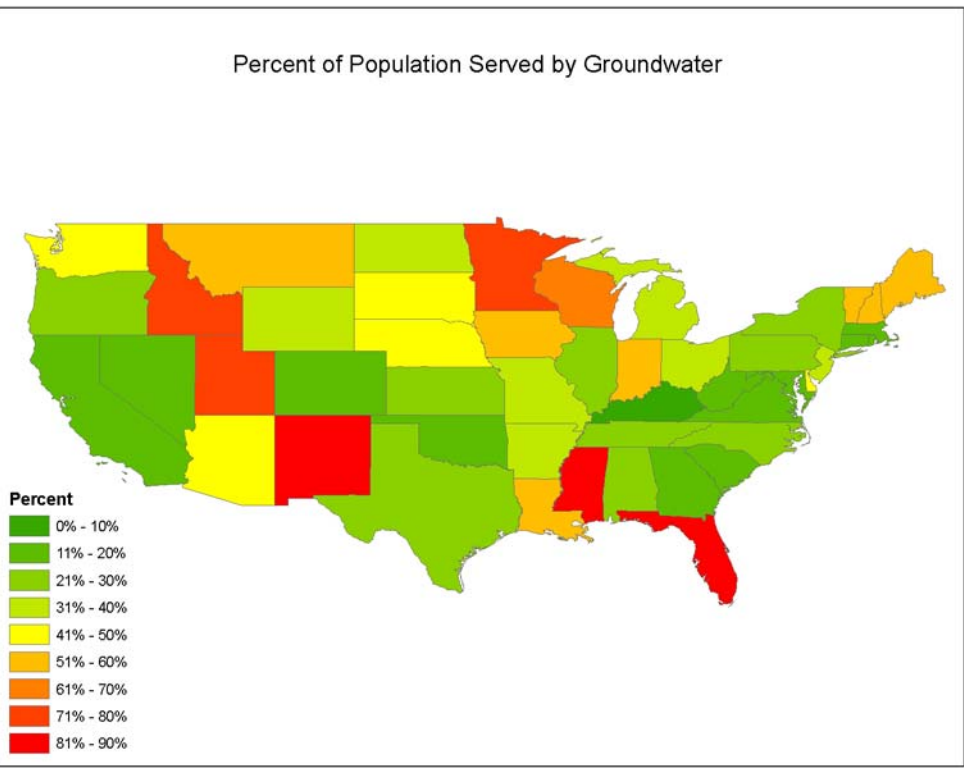 Percent of Population Served by Groundwater
Percent
0% - 10%
11% - 20%
21% - 30%
31% - 40%
41% - 50%
51% - 60%
61% - 70%
71% - 80%
81% - 90%